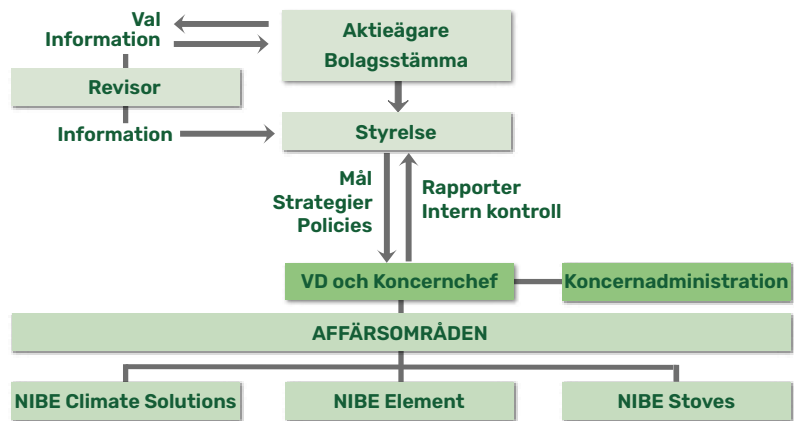 Val
Information
Aktieägare
Bolagsstämma
Revisor
Information
Styrelse
Mål
Strategier
Policies
Rapporter
Intern kontroll
VD och Koncernchef
Koncernadministration
AFFÄRSOMRÅDEN
NIBE Climate Solutions
NIBE Element
NIBE Stoves